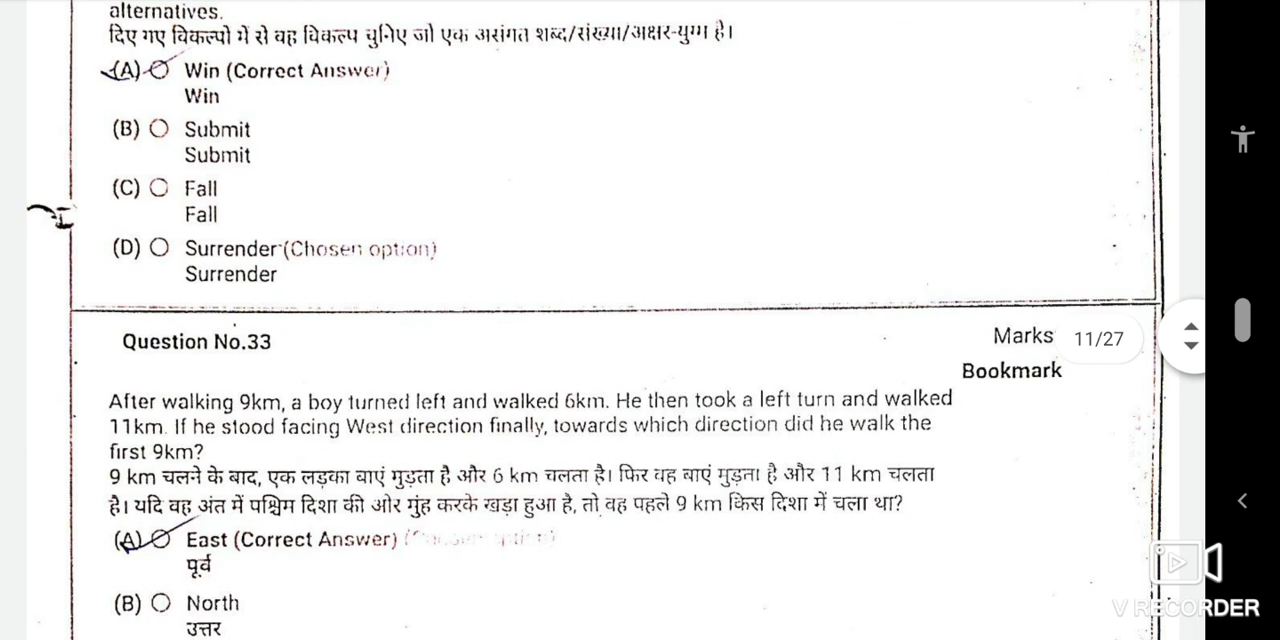 alternatives.
दिए गए विकल्पो में से वह विकल्प चुनिए जो एक असंगत शब्द/संख्या/अक्षर-युग्म है।
(A) Win (Correct Answer)
Win
(B) Submit
Submit
(C) Fall
Fall
(D) Surrender (Chosen option)
Surrender
Question No.33
Marks 11/27
Bookmark
After walking 9km, a boy turned left and walked 6km. He then took a left turn and walked
11km. If he stood facing West direction finally, towards which direction did he walk the
first 9km?
9 km चलने के बाद, एक लड़का बाएं मुड़ता है और 6 km चलता है। फिर वह बाएं मुड़ता है और 11 km चलता
है। यदि वह अंत में पश्चिम दिशा की ओर मुंह करके खड़ा हुआ है, तो वह पहले 9 km किस दिशा में चला था?
(A) East (Correct Answer)
पूर्व
(B) North
उत्तर
V RECORDER